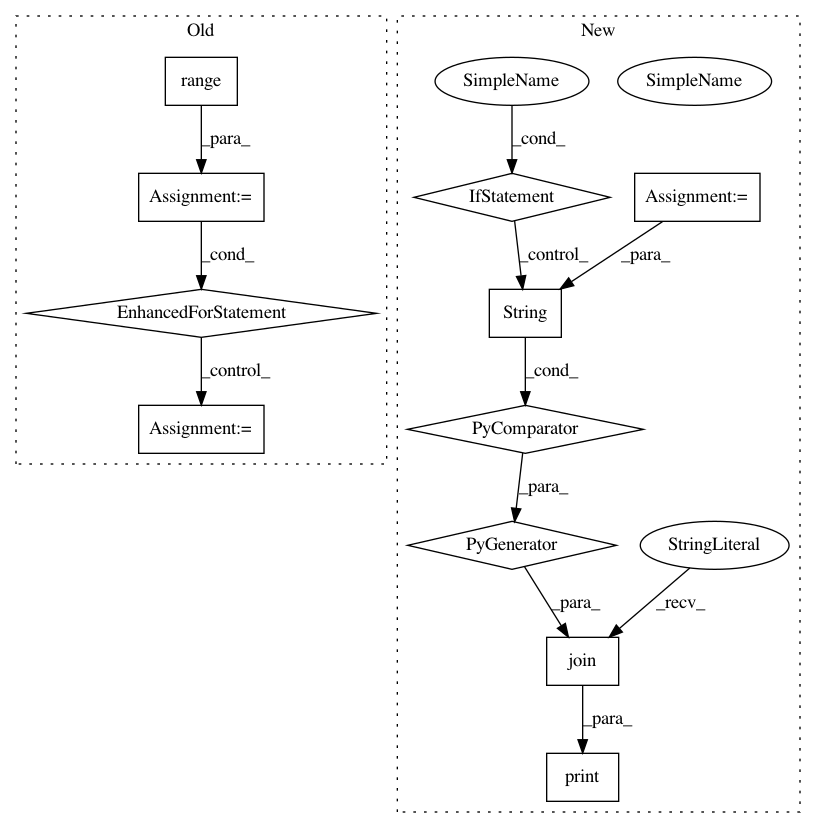 Old
range
_para_
Assignment:=
_cond_
EnhancedForStatement
_control_
Assignment:=
New
SimpleName
SimpleName
_cond_
IfStatement
Assignment:=
_control_
_para_
String
_cond_
PyComparator
_para_
PyGenerator
StringLiteral
_para_
_recv_
join
_para_
print